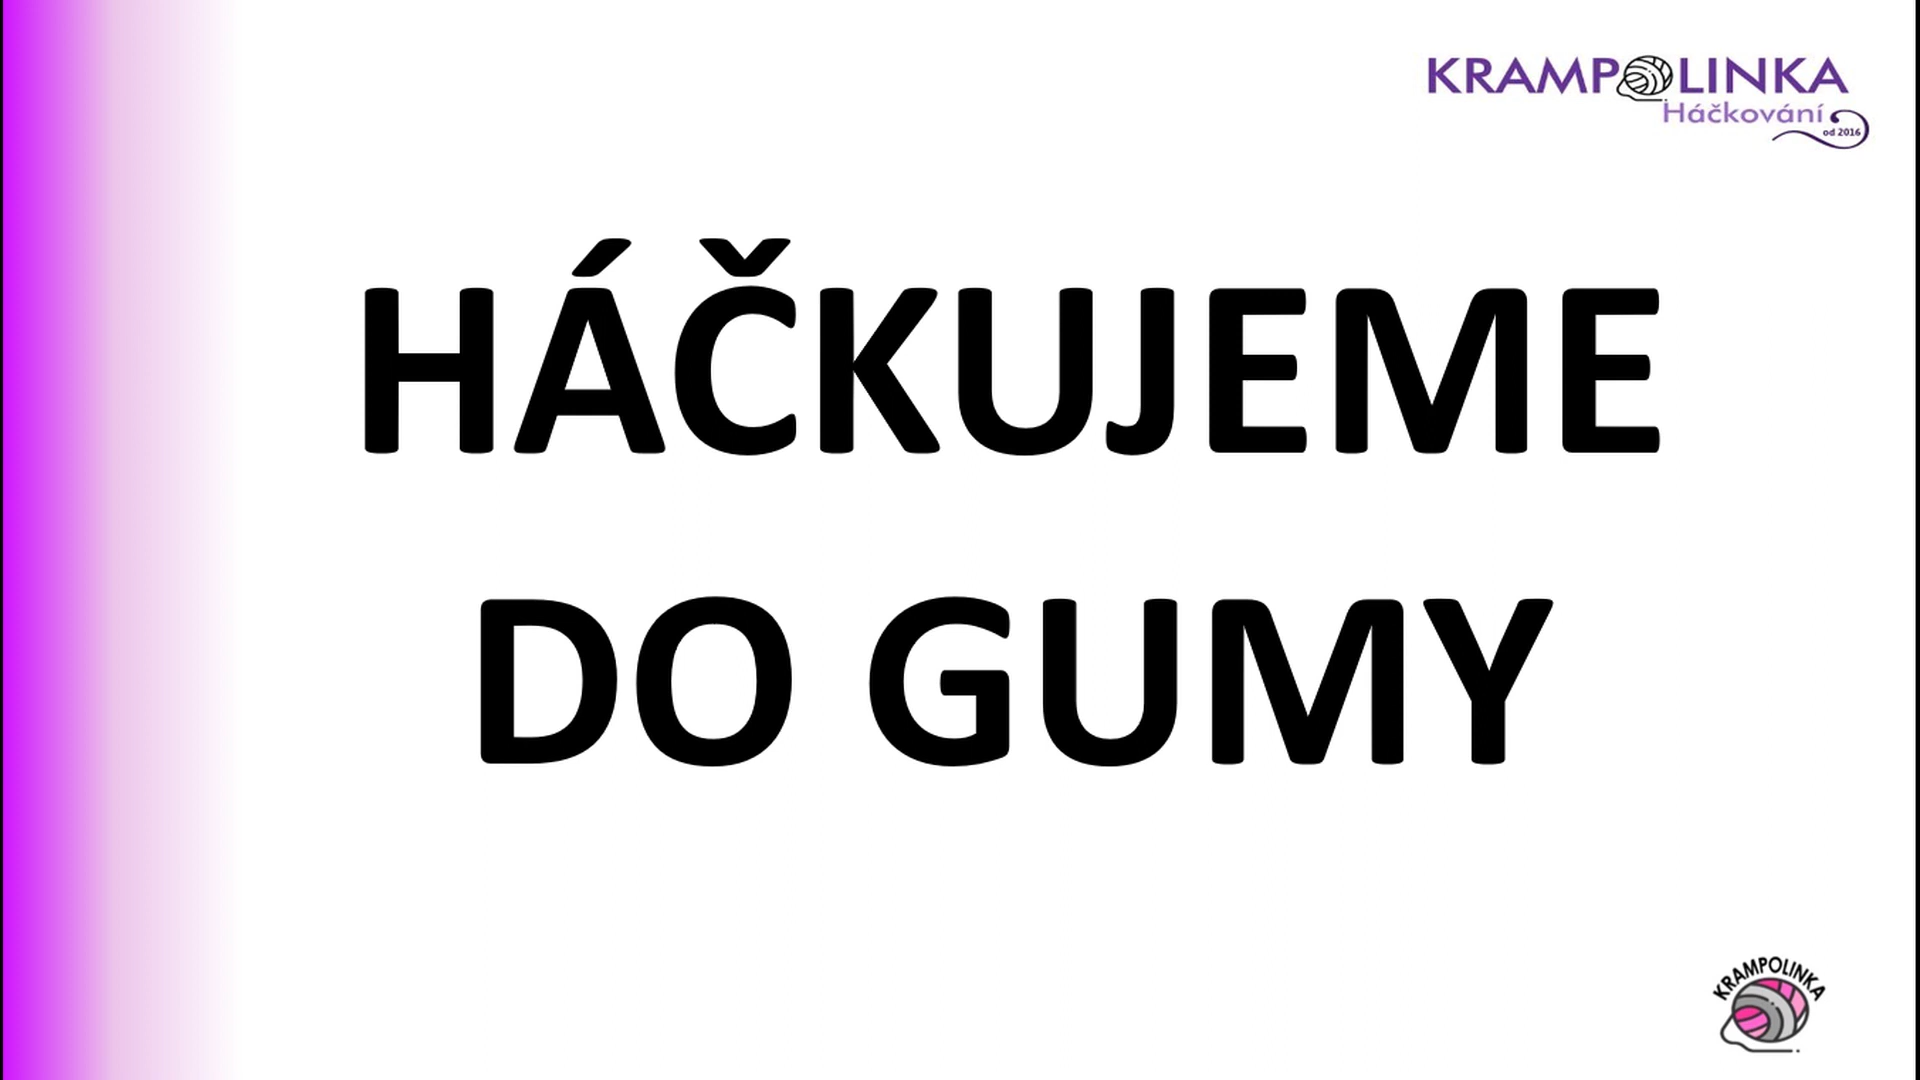 KRAMPOLINKA
Háčkování
od 2016
HÁČKUJEME
DO GUMY
KRAMPOLINKA